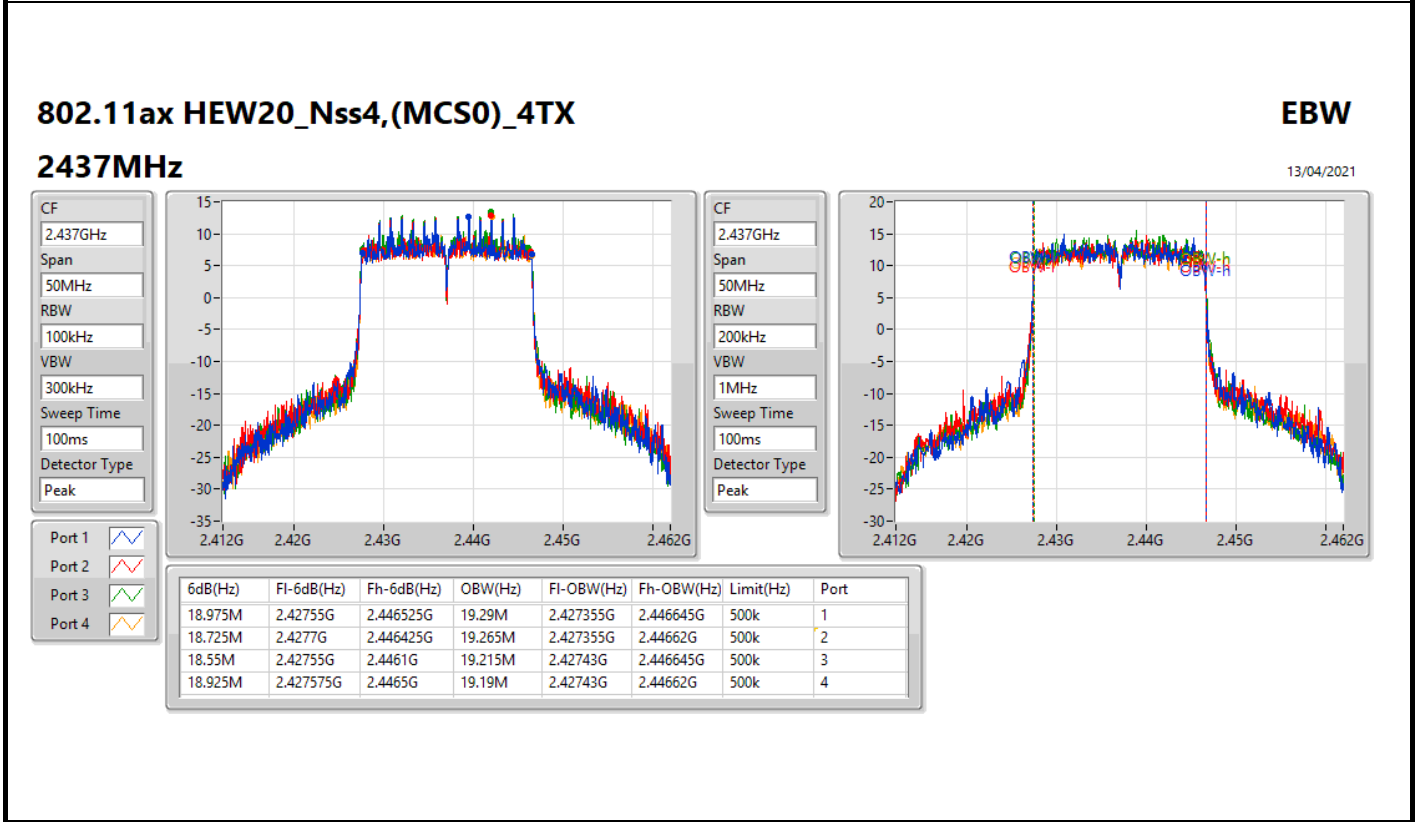 802.11ax HEW20_Nss4,(MCS0)_4TX
EBW
2437MHz
13/04/2021
CF
2.437GHz
Span
50MHz
RBW
100kHz
VBW
300kHz
Sweep Time
100ms
Detector Type
Peak
15
10
5
0
-5
-10
-15
-20
-25
-30
-35
2.412G 2.42G 2.43G 2.44G 2.45G 2.462G
CF
2.437GHz
Span
50MHz
RBW
200kHz
VBW
1MHz
Sweep Time
100ms
Detector Type
Peak
20
15
10
5
0
-5
-10
-15
-20
-25
-30
OBW-h
OBW-h
2.412G 2.42G 2.43G 2.44G 2.45G 2.462G
Port 1
Port 2
Port 3
Port 4
6dB(Hz) Fl-6dB(Hz) Fh-6dB(Hz) OBW(Hz) Fl-OBW(Hz) Fh-OBW(Hz) Limit(Hz) Port
18.975M 2.42755G 2.446525G 19.29M 2.427355G 2.446645G 500k 1
18.725M 2.4277G 2.446425G 19.265M 2.427355G 2.44662G 500k 2
18.55M 2.42755G 2.4461G 19.215M 2.42743G 2.446645G 500k 3
18.925M 2.427575G 2.4465G 19.19M 2.42743G 2.44662G 500k 4